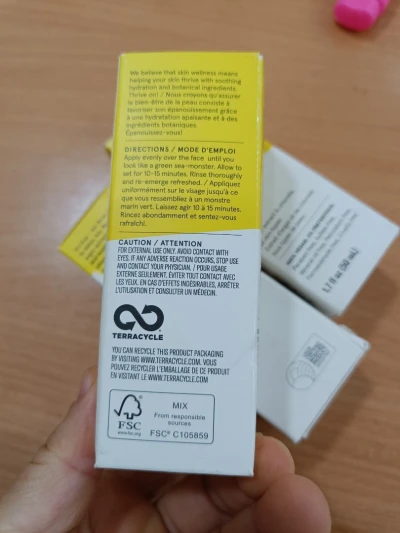 We believe that skin wellness means
helping your skin thrive with soothing
hydration and botanical ingredients.
Thrive on! / Nous croyons qu'assurer
le bien-être de la peau consiste à
favoriser son épanouissement grâce
à une hydratation apaisante et à des
ingrédients botaniques.
Épanouissez-vous!
DIRECTIONS / MODE D'EMPLOI
Apply evenly over the face until you
look like a green sea-monster. Allow to
set for 10-15 minutes. Rinse thoroughly
and re-emerge refreshed. / Appliquez
uniformément sur le visage jusqu'à ce
que vous ressembliez à un monstre
marin vert. Laissez agir 10 à 15 minutes.
Rincez abondamment et sentez-vous
rafraîchi.
CAUTION / ATTENTION
FOR EXTERNAL USE ONLY. AVOID CONTACT WITH
EYES. IF ANY ADVERSE REACTION OCCURS, STOP USE
AND CONTACT YOUR PHYSICIAN. / POUR USAGE
EXTERNE SEULEMENT. ÉVITER TOUT CONTACT AVEC
LES YEUX. EN CAS D'EFFETS INDÉSIRABLES, ARRÊTER
L'UTILISATION ET CONSULTER UN MÉDECIN.
TERRACYCLE
YOU CAN RECYCLE THIS PRODUCT PACKAGING
BY VISITING WWW.TERRACYCLE.COM. VOUS
POUVEZ RECYCLER L'EMBALLAGE DE CE PRODUIT
EN VISITANT LE WWW.TERRACYCLE.COM
FSC
www.fsc.org
MIX
From responsible
sources
FSC® C105859
1.7 fl oz (50 mL)